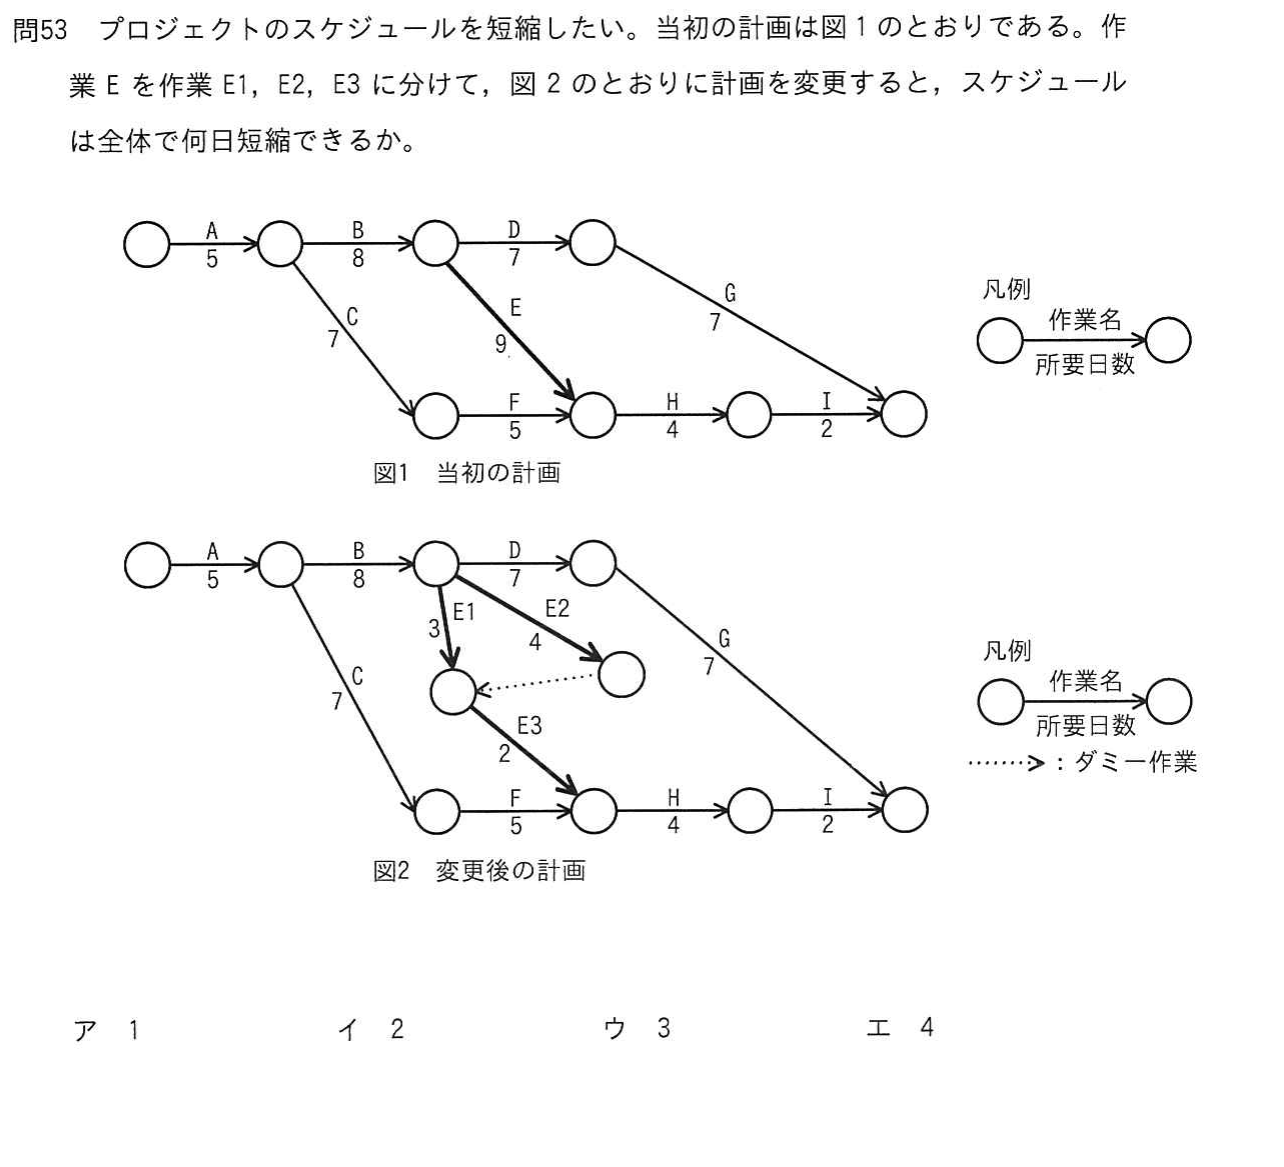 問53　プロジェクトのスケジュールを短縮したい。当初の計画は図1のとおりである。作
業Eを作業E1，E2，E3に分けて，図2のとおりに計画を変更すると，スケジュール
は全体で何日短縮できるか。
A
5
B
8
D
7
C
7
E
9
G
7
F
5
H
4
I
2
凡例
作業名
所要日数
図1　当初の計画
A
5
B
8
D
7
E1
3
E2
4
C
7
E3
2
G
7
F
5
H
4
I
2
凡例
作業名
所要日数
：ダミー作業
図2　変更後の計画
ア　1　イ　2　ウ　3　エ　4